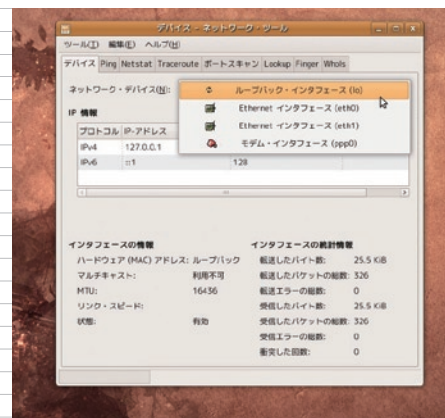 デバイス - ネットワーク・ツール
ツール(T) 編集(E) ヘルプ(H)
デバイス Ping Netstat Traceroute ポートスキャン Lookup Finger Whois
ネットワーク・デバイス(N):
ループバック・インタフェース (lo)
Ethernet インタフェース (eth0)
Ethernet インタフェース (eth1)
モデム・インタフェース (ppp0)
IP 情報
プロトコル IP-アドレス
IPv4 127.0.0.1
IPv6 ::1 128
インタフェースの情報
ハードウェア (MAC) アドレス: ループバック
マルチキャスト: 利用不可
MTU: 16436
リンク・スピード:
状態: 有効
インタフェースの統計情報
転送したバイト数: 25.5 KiB
転送したパケットの総数: 326
転送エラーの総数: 0
受信したバイト数: 25.5 KiB
受信したパケットの総数: 326
受信エラーの総数: 0
衝突した回数: 0